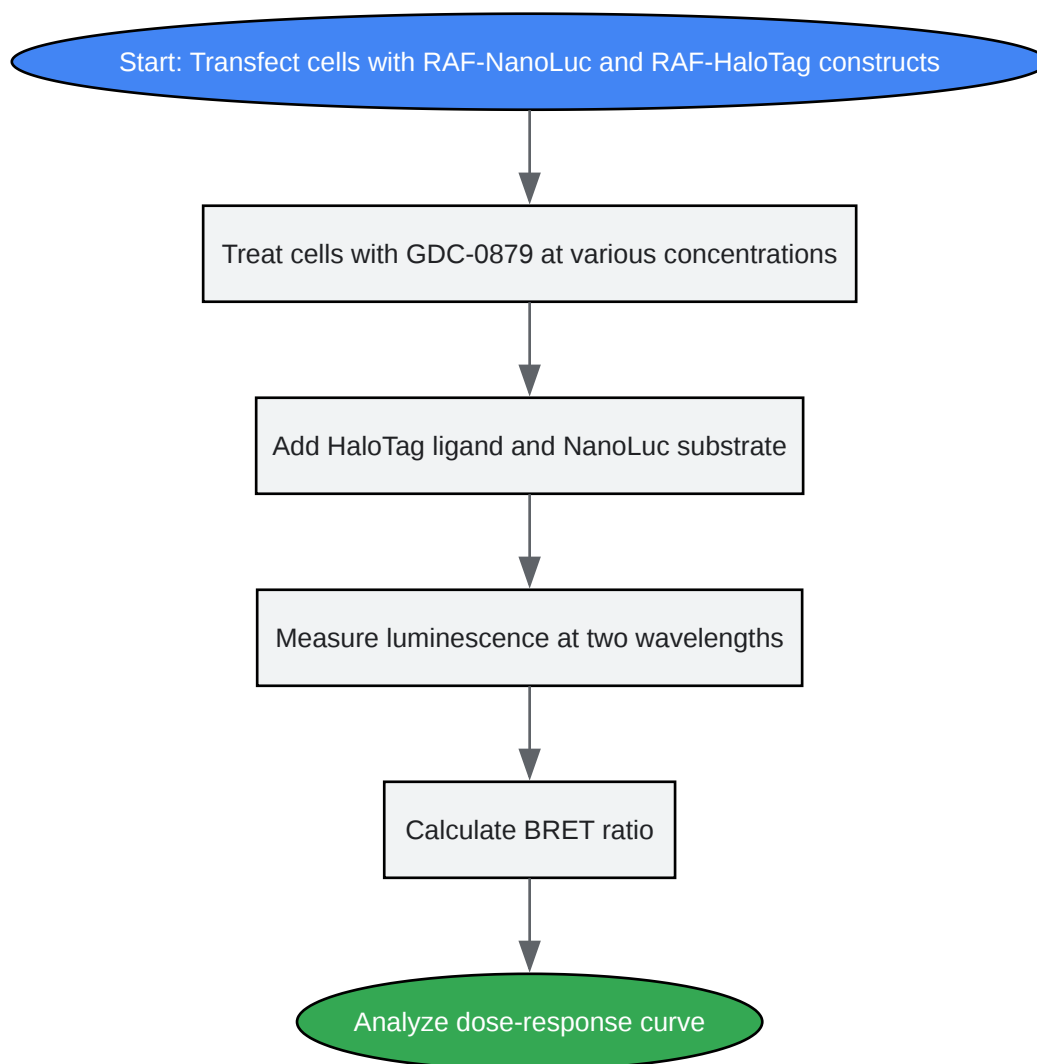 Start: Transfect cells with RAF-NanoLuc and RAF-HaloTag constructs
Treat cells with GDC-0879 at various concentrations
Add HaloTag ligand and NanoLuc substrate
Measure luminescence at two wavelengths
Calculate BRET ratio
Analyze dose-response curve